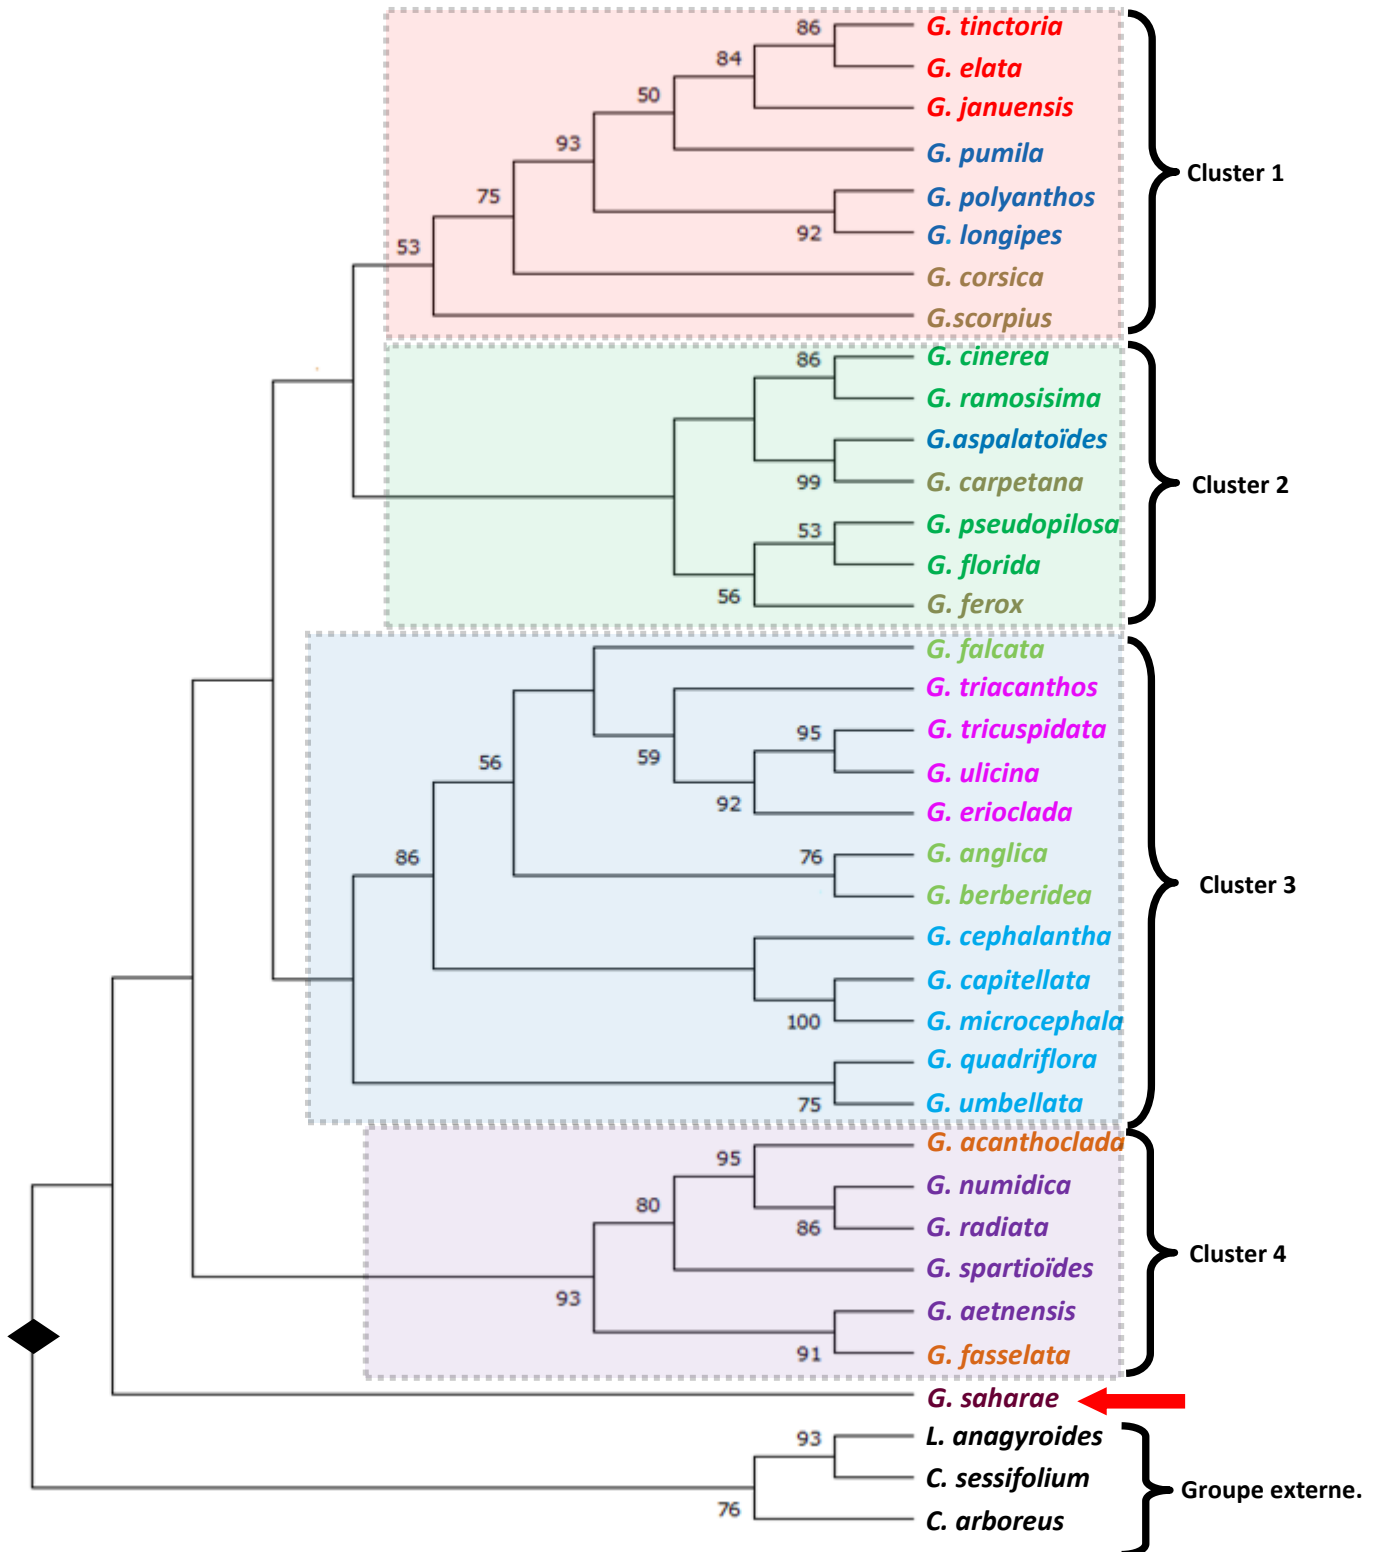 86
G. tinctoria
G. elata
84
G. januensis
50
G. pumila
93
Cluster 1
G. polyanthos
75
G. longipes
92
53
G. corsica
G.scorpius
86
G. cinerea
G. ramosisima
G.aspalatoïdes
99
G. carpetana
Cluster 2
53
G. pseudopilosa
G. florida
56
G. ferox
G. falcata
G. triacanthos
95
G. tricuspidata
56
59
G. ulicina
92
G. erioclada
86
76
G. anglica
Cluster 3
G. berberidea
G. cephalantha
G. capitellata
100
G. microcephala
G. quadriflora
75
G. umbellata
G. acanthoclada
95
G. numidica
80
86
G. radiata
Cluster 4
G. spartioïdes
93
G. aetnensis
91
G. fasselata
G. saharae
93
L. anagyroides
C. sessifolium
Groupe externe.
76
C. arboreus